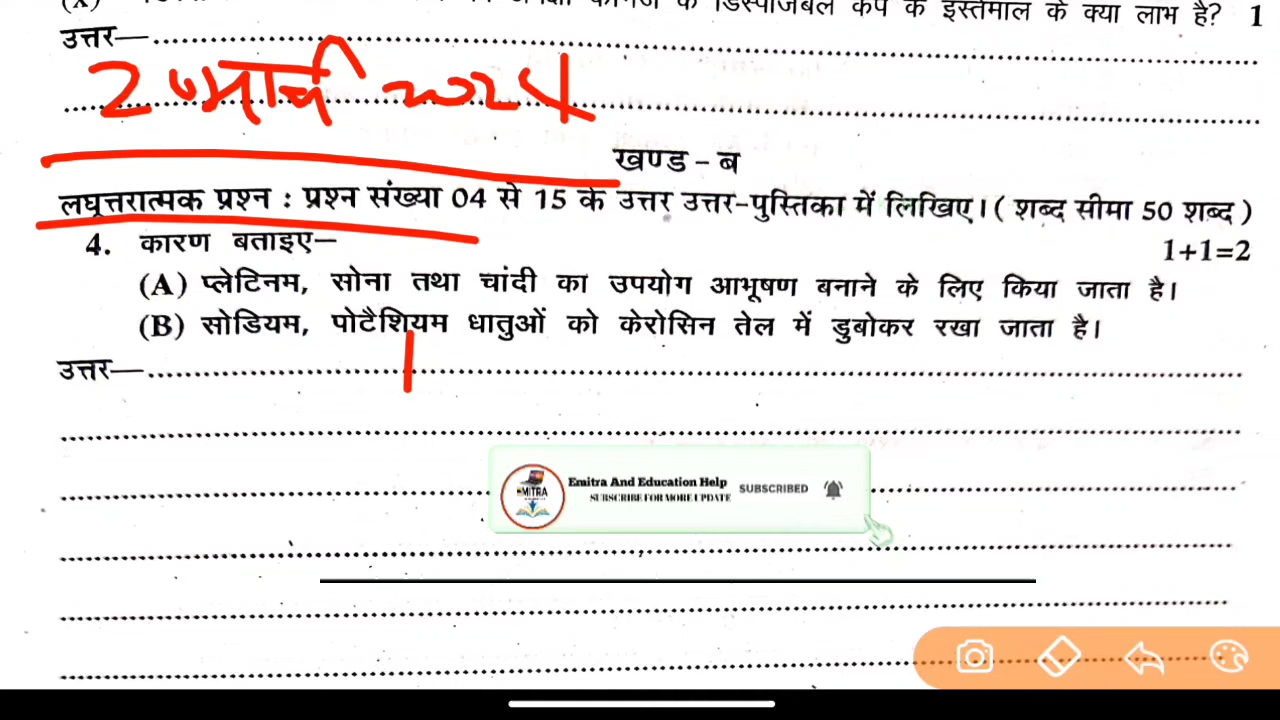 डिस्पोजेबल कप के इस्तेमाल के क्या लाभ है? 1
उत्तर—
मार्च 2024
खण्ड – ब
लघूत्तरात्मक प्रश्न : प्रश्न संख्या 04 से 15 के उत्तर उत्तर-पुस्तिका में लिखिए। ( शब्द सीमा 50 शब्द )
4. कारण बताइए— 1+1=2
(A) प्लेटिनम, सोना तथा चांदी का उपयोग आभूषण बनाने के लिए किया जाता है।
(B) सोडियम, पोटैशियम धातुओं को केरोसिन तेल में डुबोकर रखा जाता है।
उत्तर—
EMITRA
Emitra And Education Help
SUBSCRIBE FOR MORE UPDATE
SUBSCRIBED